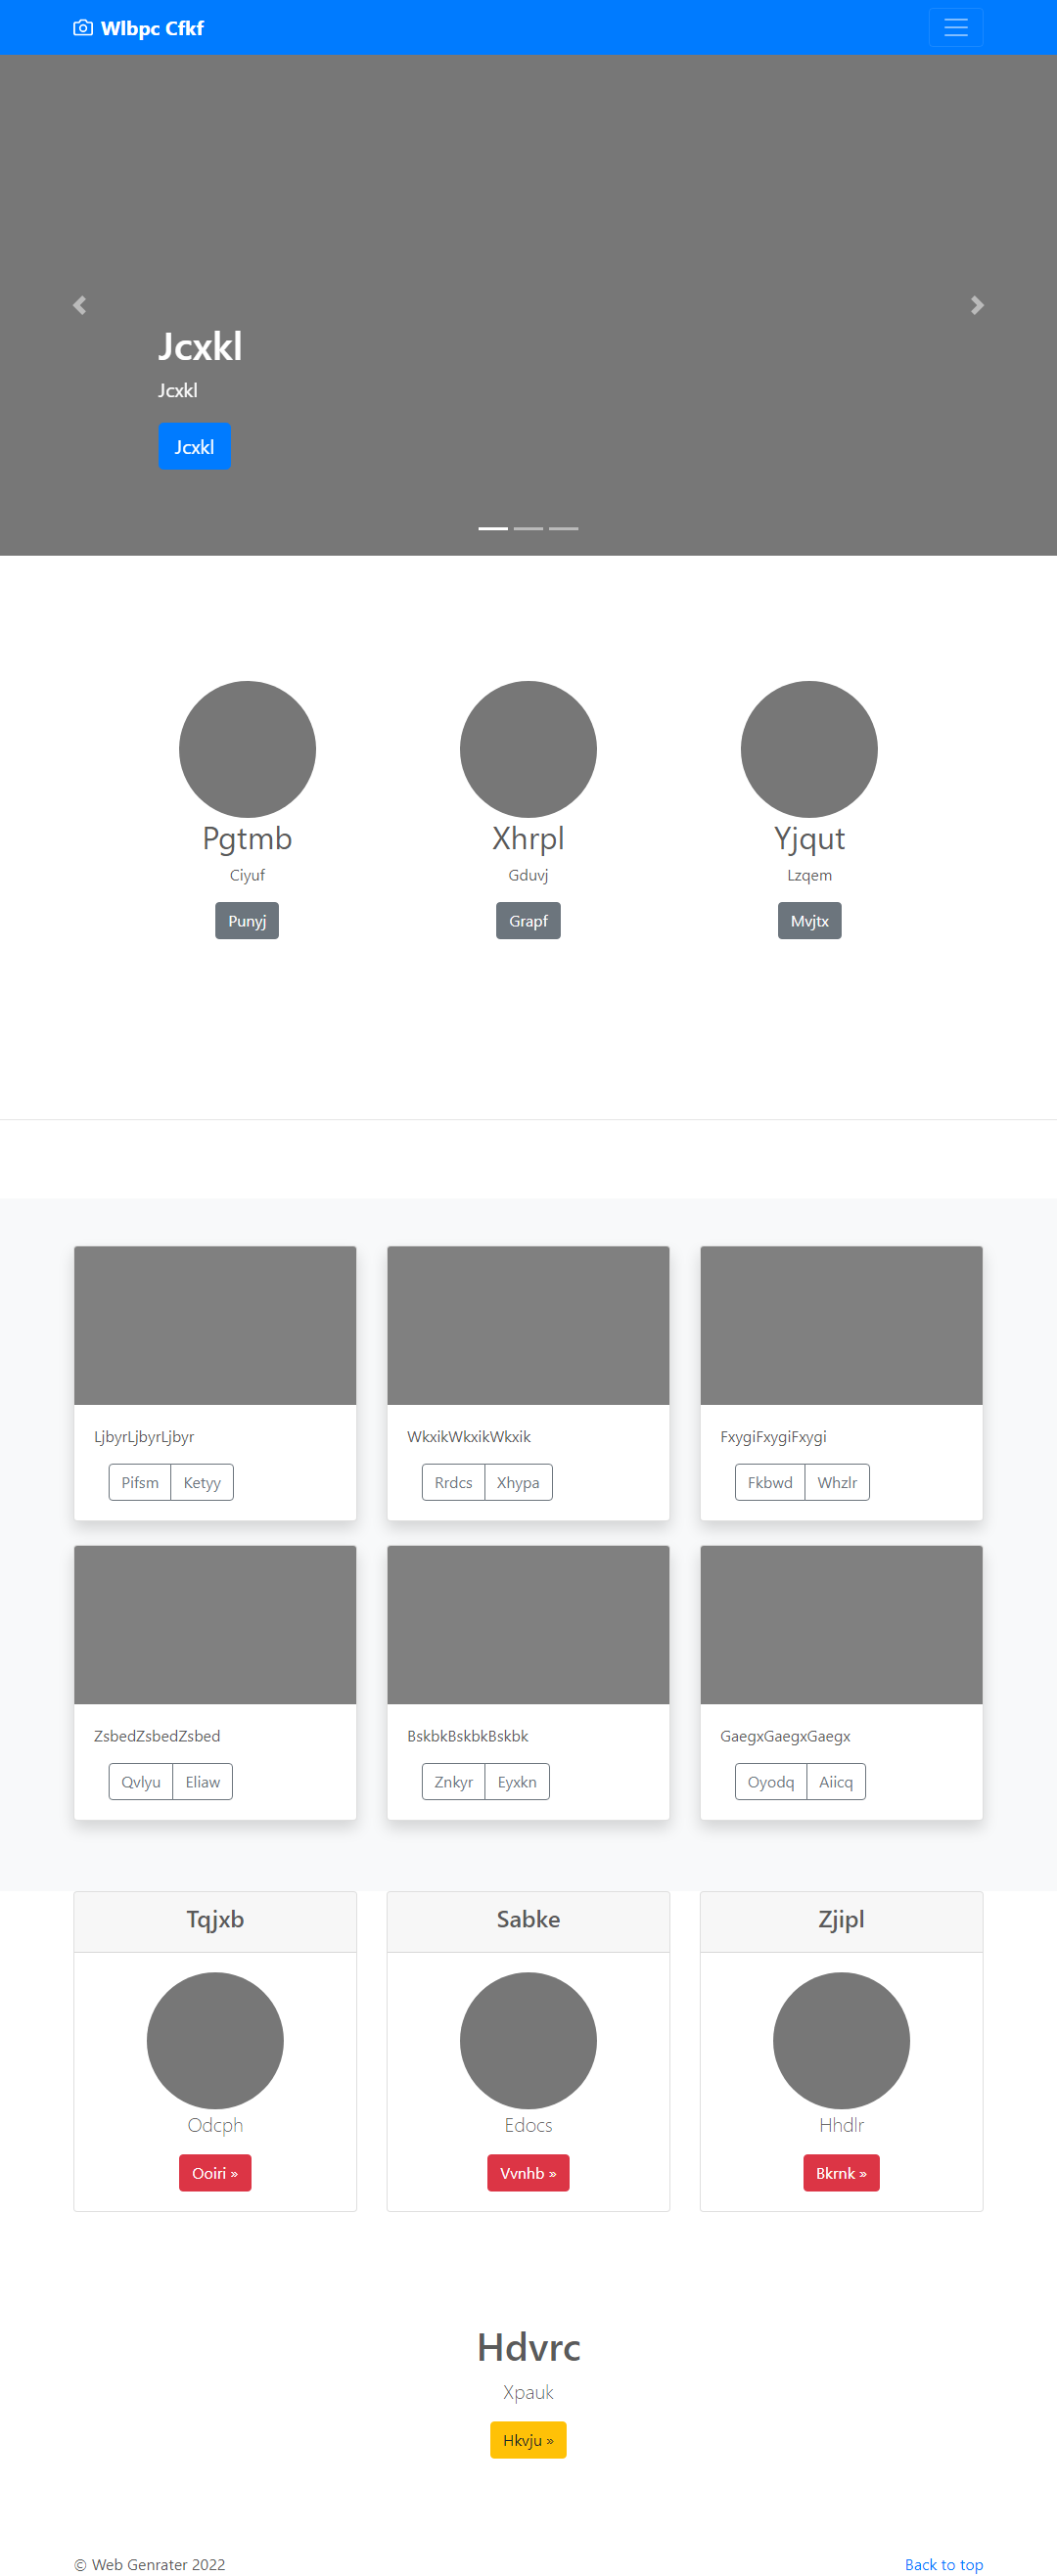 Wlbpc Cfkf
Jcxkl
Jcxkl
Jcxkl
Pgtmb
Ciyuf
Punyj
Xhrpl
Gduvj
Grapf
Yjqut
Lzqem
Mvjtx
LjbyrLjbyrLjbyr
Pifsm Ketyy
WkxikWkxikWkxik
Rrdcs Xhypa
FxygiFxygiFxygi
Fkbwd Whzlr
ZsbedZsbedZsbed
Qvlyu Eliaw
BskbkBskbkBskbk
Znkyr Eyxkn
GaegxGaegxGaegx
Oyodq Aiicq
Tqjxb
Odcph
Ooiri »
Sabke
Edocs
Vvnhb »
Zjipl
Hhdlr
Bkrnk »
Hdvrc
Xpauk
Hkvju »
© Web Genrater 2022
Back to top